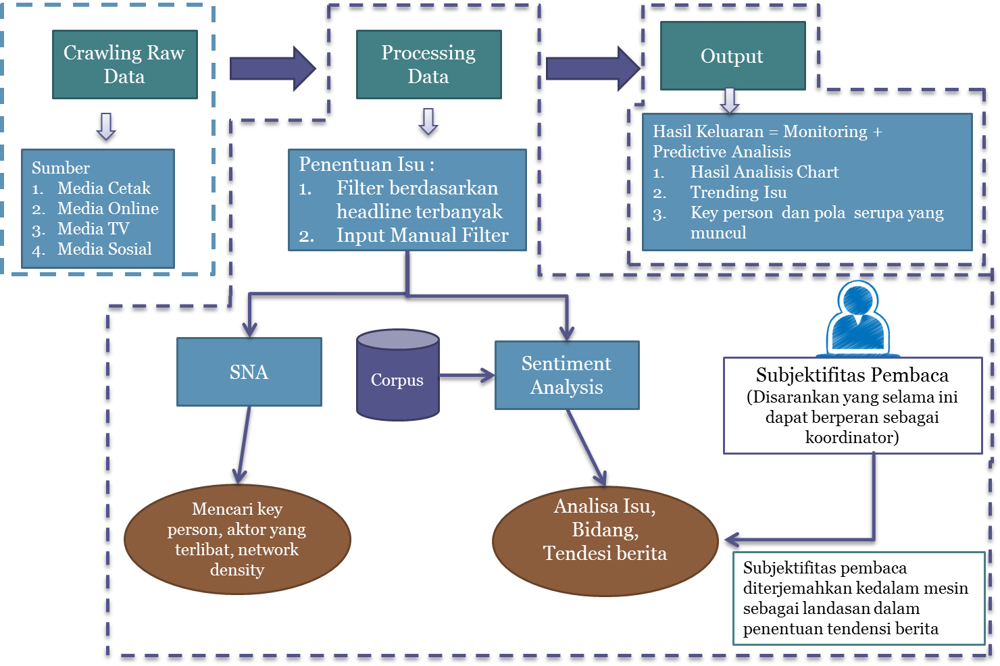 Crawling Raw
Data
Sumber
1. Media Cetak
2. Media Online
3. Media TV
4. Media Sosial
Processing
Data
Penentuan Isu :
1. Filter berdasarkan
headline terbanyak
2. Input Manual Filter
Output
Hasil Keluaran = Monitoring +
Predictive Analisis
1. Hasil Analisis Chart
2. Trending Isu
3. Key person dan pola serupa yang
muncul
SNA
Corpus
Sentiment
Analysis
Subjektifitas Pembaca
(Disarankan yang selama ini
dapat berperan sebagai
koordinator)
Mencari key
person, aktor yang
terlibat, network
density
Analisa Isu,
Bidang,
Tendesi berita
Subjektifitas pembaca
diterjemahkan kedalam mesin
sebagai landasan dalam
penentuan tendensi berita